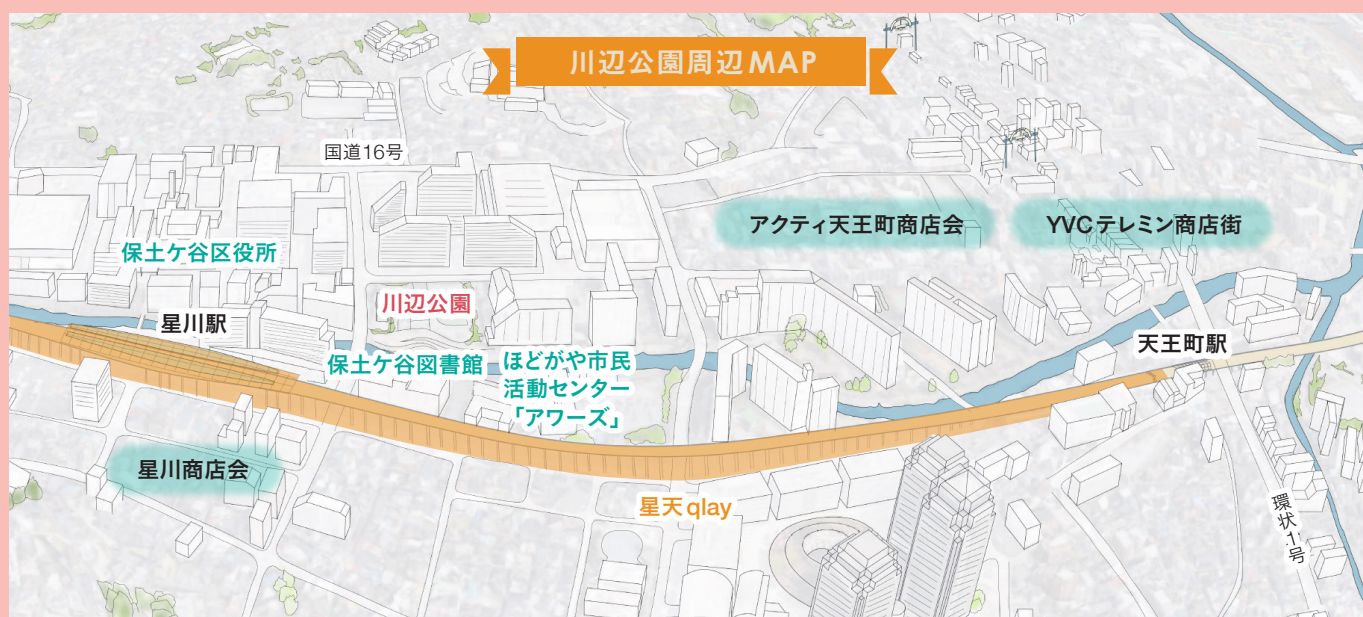 川辺公園周辺MAP
国道16号
アクティ天王町商店会
YVCテレミン商店街
保土ケ谷区役所
川辺公園
星川駅
天王町駅
保土ケ谷図書館
ほどがや市民
活動センター
「アワーズ」
星川商店会
星天qlay
環状1号